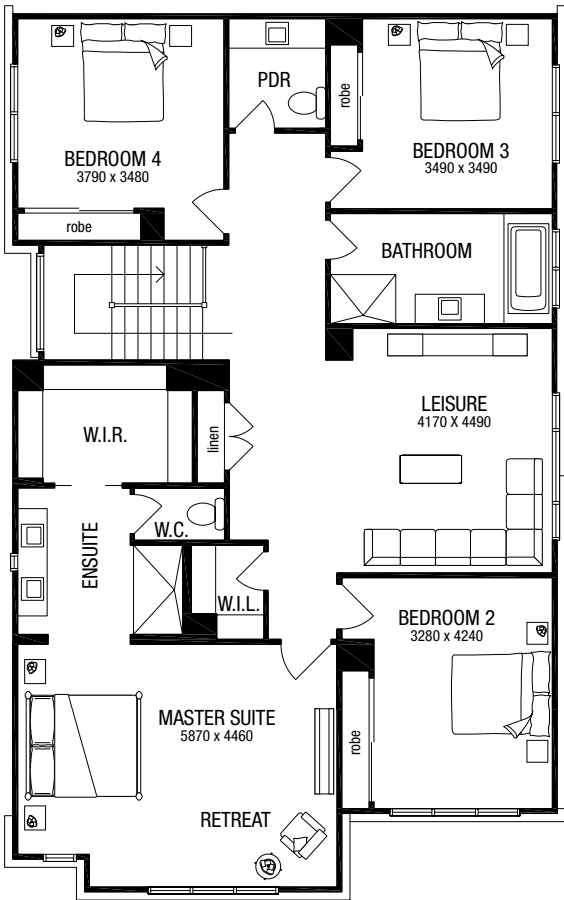 PDR
BEDROOM 4
3790 x 3480
robe
robe
BEDROOM 3
3490 x 3490
BATHROOM
LEISURE
4170 X 4490
W.I.R.
linen
W.C.
ENSUITE
W.I.L.
BEDROOM 2
3280 x 4240
MASTER SUITE
5870 x 4460
robe
RETREAT